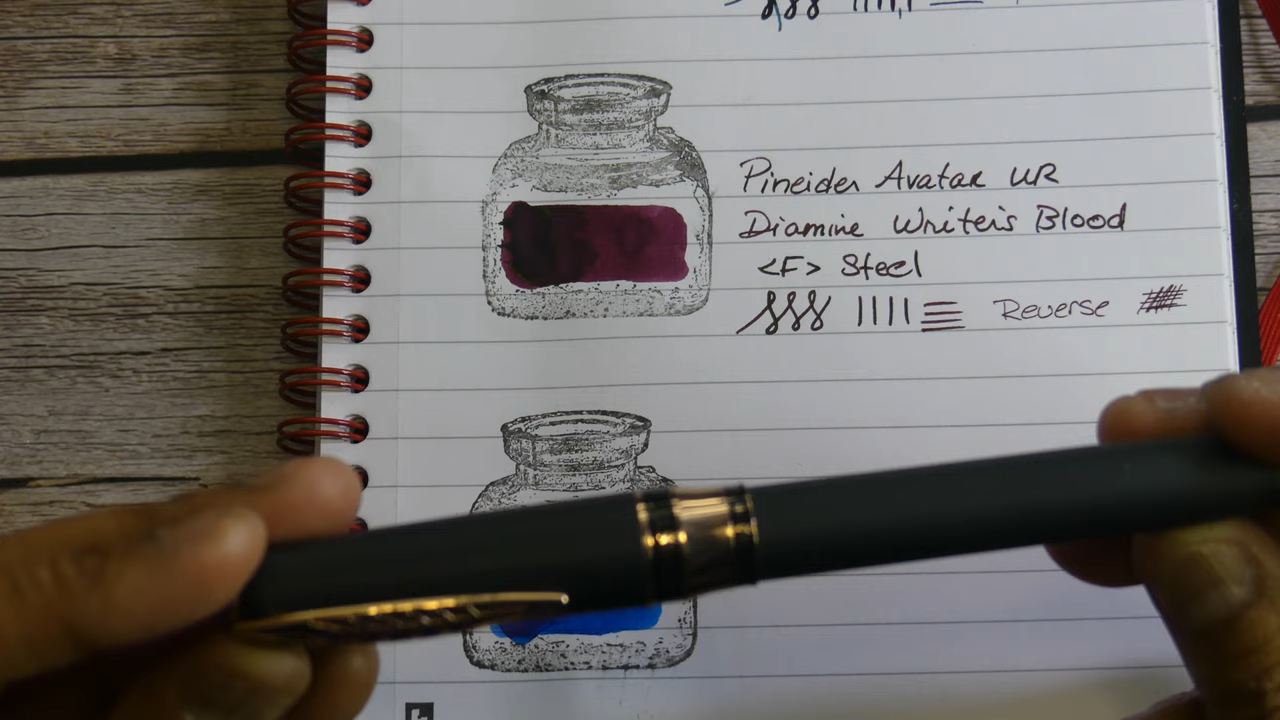 Pineider Avatar UR
Diamine Writer's Blood
<F> Steel
Reverse